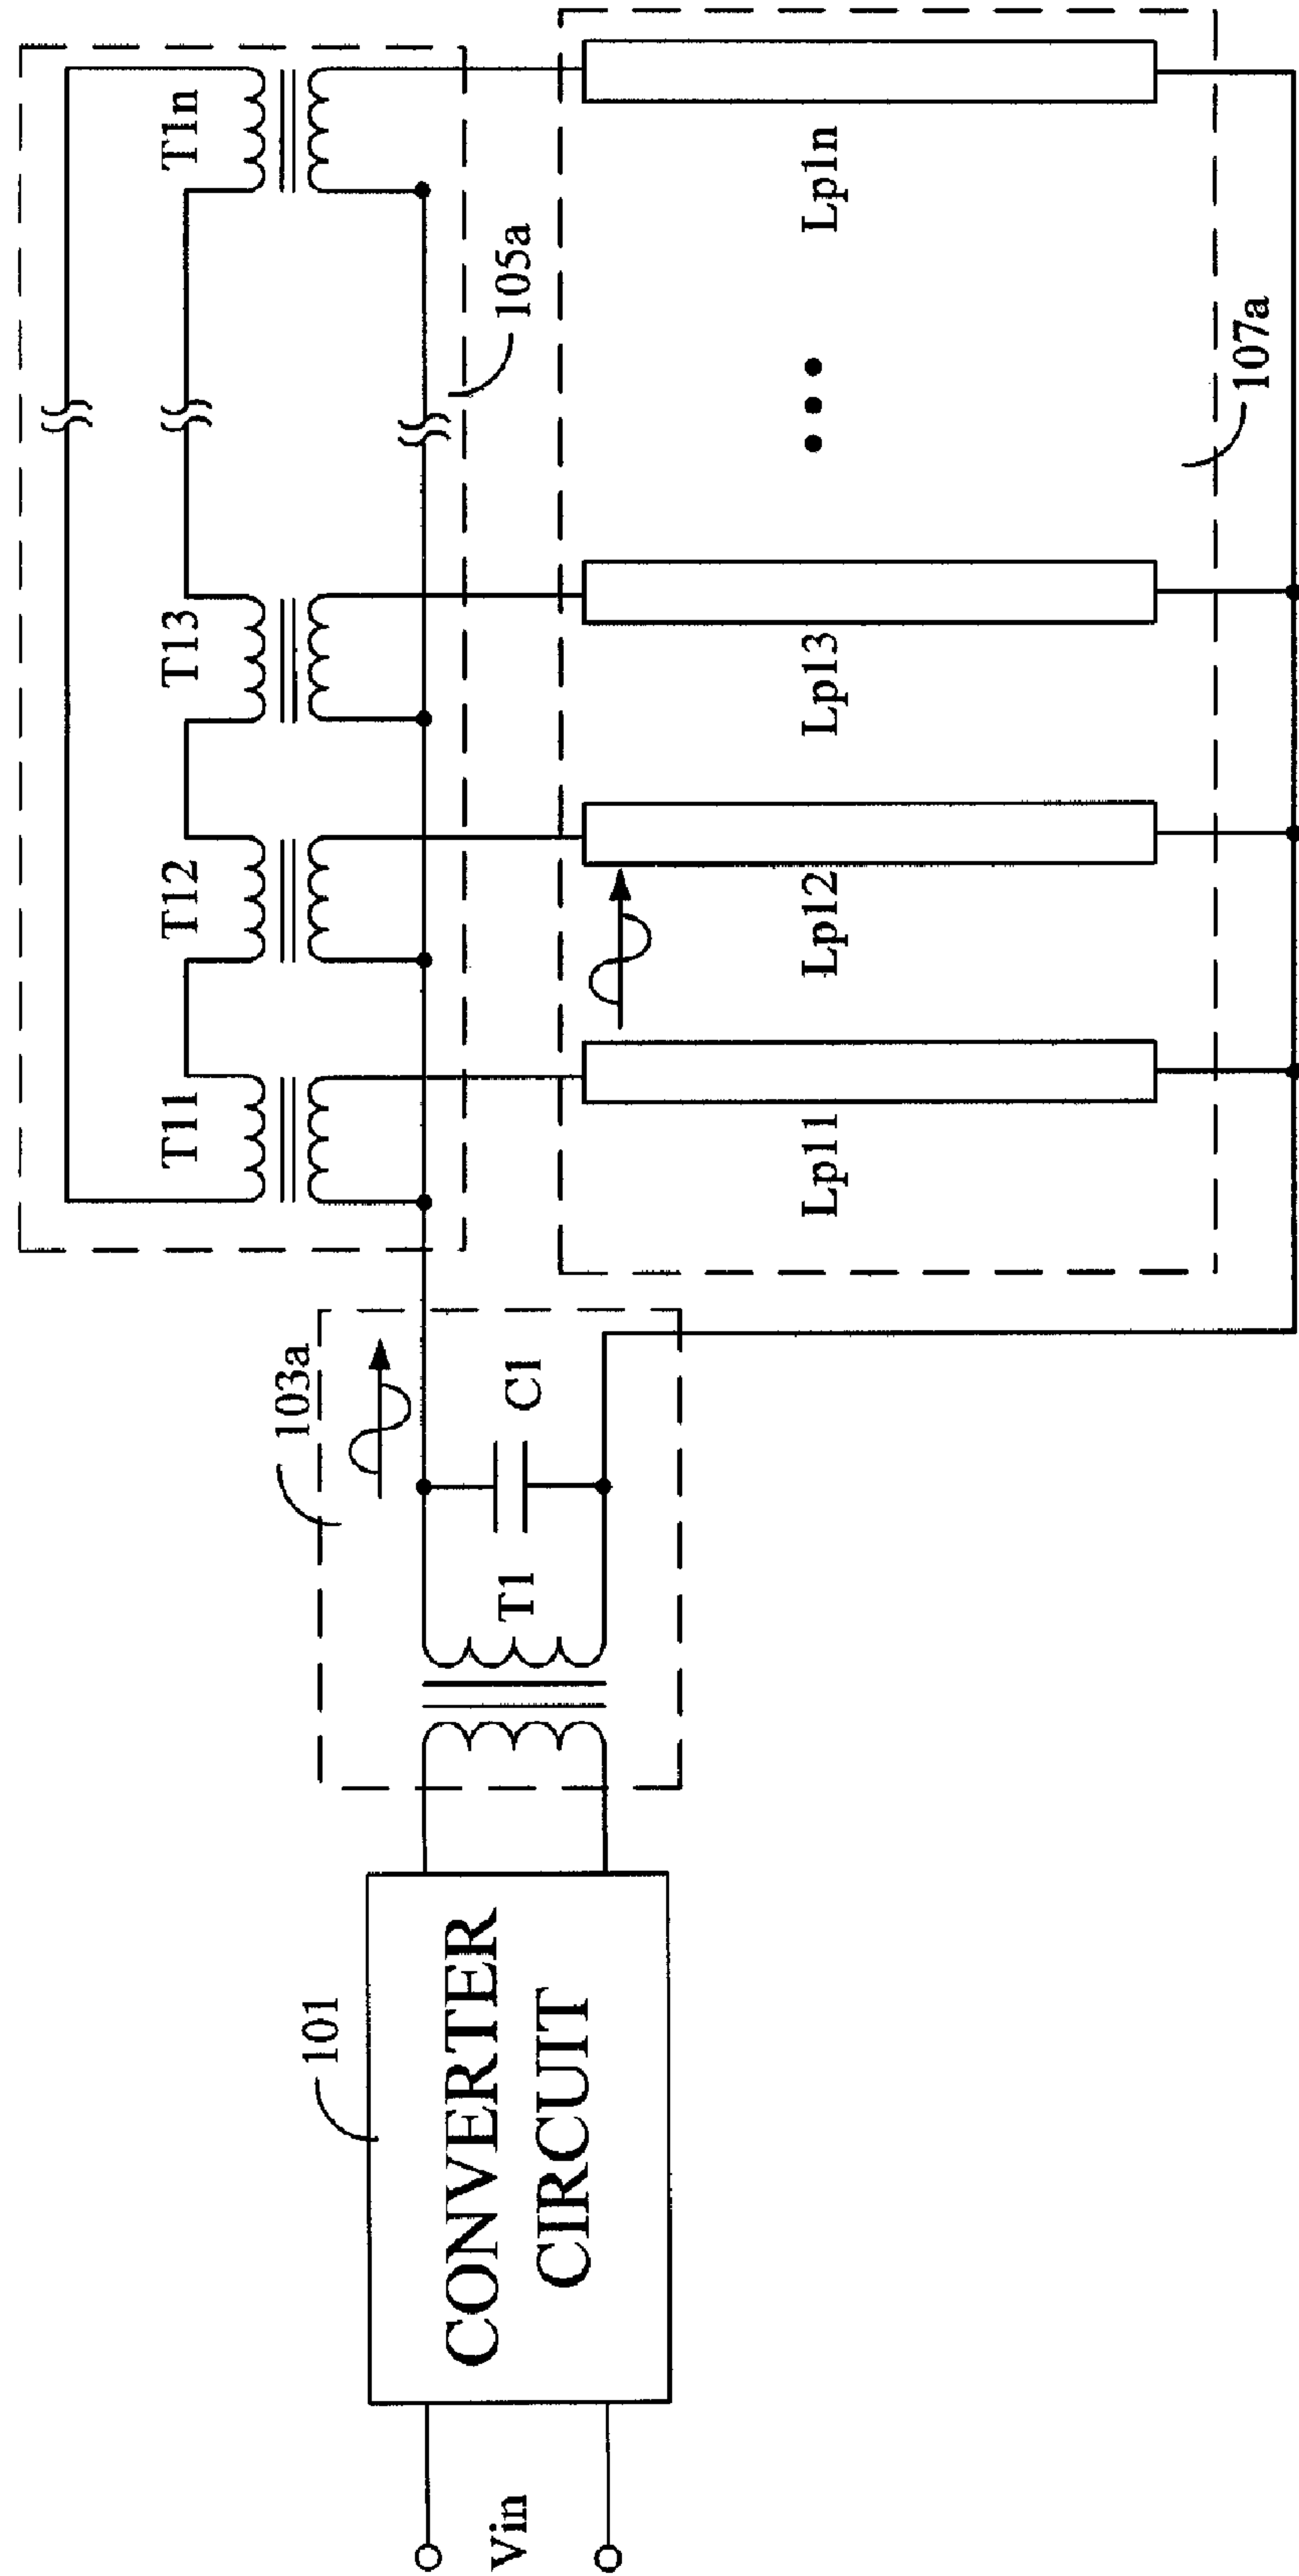 T11
T12
T13
T1n
105a
103a
C1
T1
101
CONVERTER
CIRCUIT
Vin
Lp11
Lp12
Lp13
Lp1n
107a